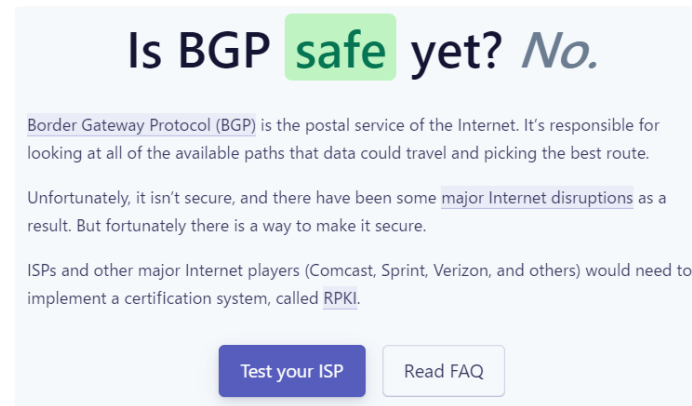 Is BGP safe yet? No.
Border Gateway Protocol (BGP) is the postal service of the Internet. It’s responsible for
looking at all of the available paths that data could travel and picking the best route.
Unfortunately, it isn’t secure, and there have been some major Internet disruptions as a
result. But fortunately there is a way to make it secure.
ISPs and other major Internet players (Comcast, Sprint, Verizon, and others) would need to
implement a certification system, called RPKI.
Test your ISP Read FAQ